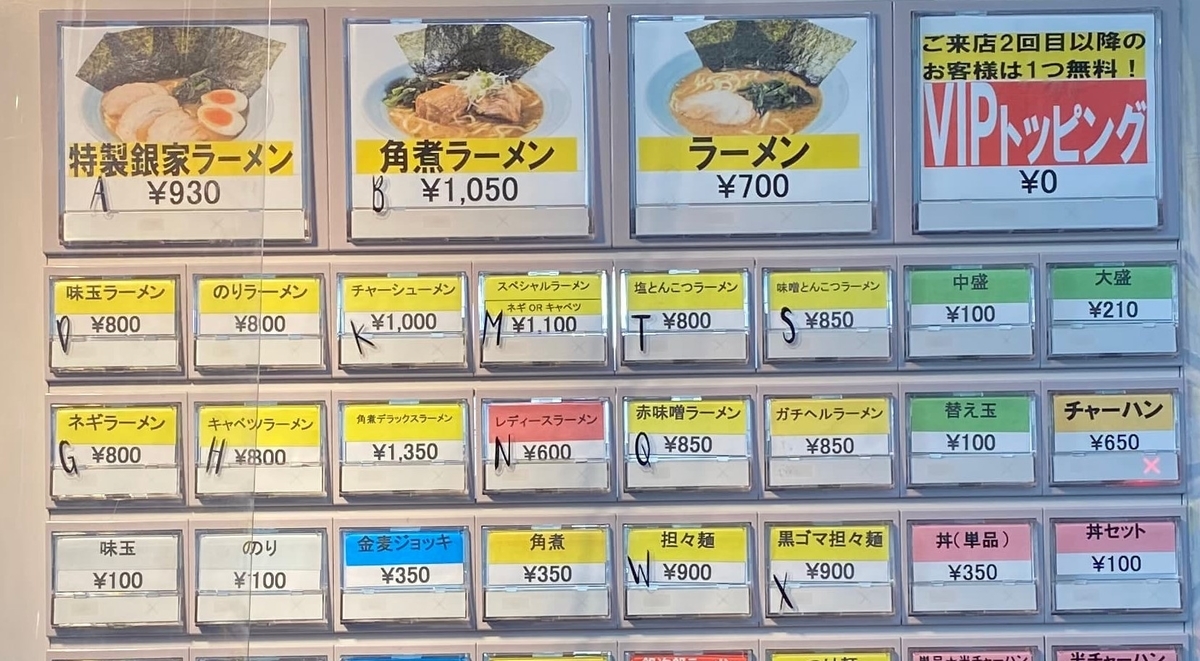 特製銀家ラーメン
A ¥930
角煮ラーメン
B ¥1,050
ラーメン
¥700
ご来店2回目以降の
お客様は1つ無料！
VIPトッピング
¥0
味玉ラーメン
D ¥800
のりラーメン
¥800
チャーシューメン
K ¥1,000
スペシャルラーメン
ネギ OR キャベツ
M ¥1,100
塩とんこつラーメン
T ¥800
味噌とんこつラーメン
S ¥850
中盛
¥100
大盛
¥210
ネギラーメン
G ¥800
キャベツラーメン
H ¥800
角煮デラックスラーメン
¥1,350
レディースラーメン
N ¥600
赤味噌ラーメン
Q ¥850
ガチヘルラーメン
¥850
替え玉
¥100
チャーハン
¥650
×
味玉
¥100
のり
¥100
金麦ジョッキ
¥350
角煮
¥350
担々麺
W ¥900
黒ゴマ担々麺
X ¥900
丼(単品)
¥350
丼セット
¥100